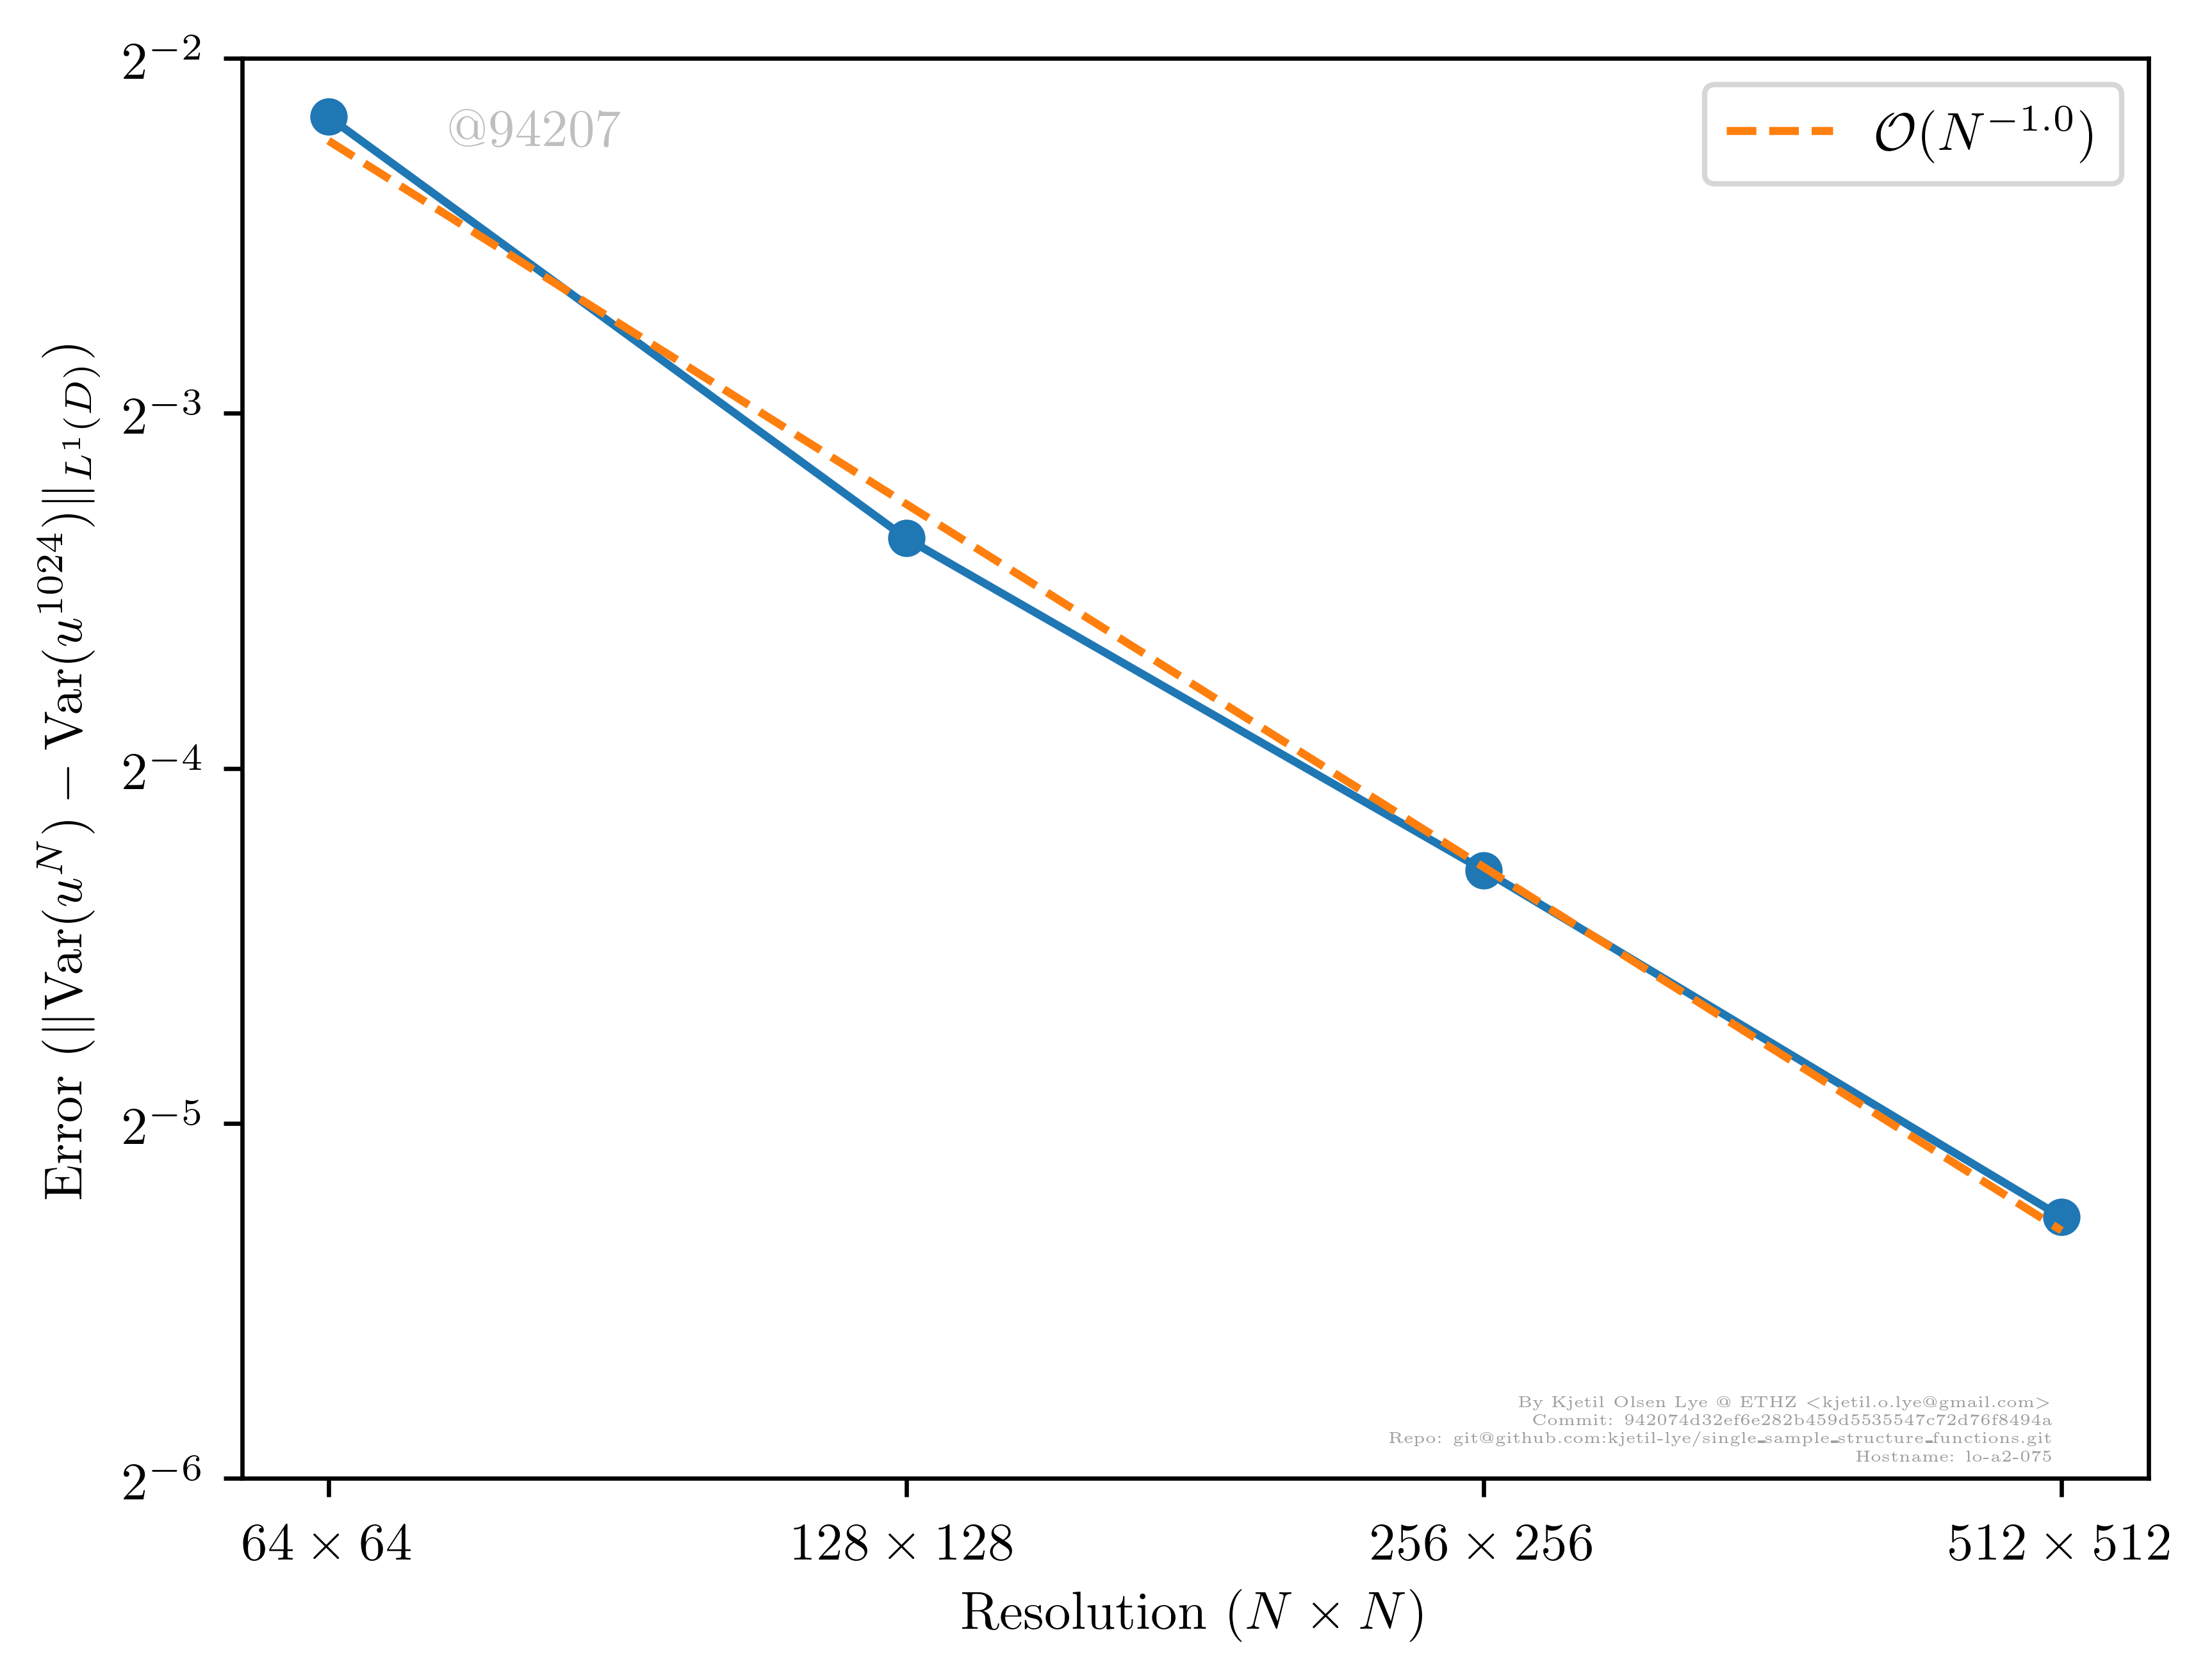 2^{-2}
@94207
O(N^{-1.0})
2^{-3}
2^{-4}
2^{-5}
2^{-6}
Error (||Var(u^N) − Var(u^{1024})||_{L^1(D)})
By Kjetil Olsen Lye @ ETHZ <kjetil.o.lye@gmail.com>
Commit: 942074d32ef6e282b459d5535547c72d76f8494a
Repo: git@github.com:kjetil-lye/single_sample_structure_functions.git
Hostname: lo-a2-075
64 × 64 128 × 128 256 × 256 512 × 512
Resolution (N × N)